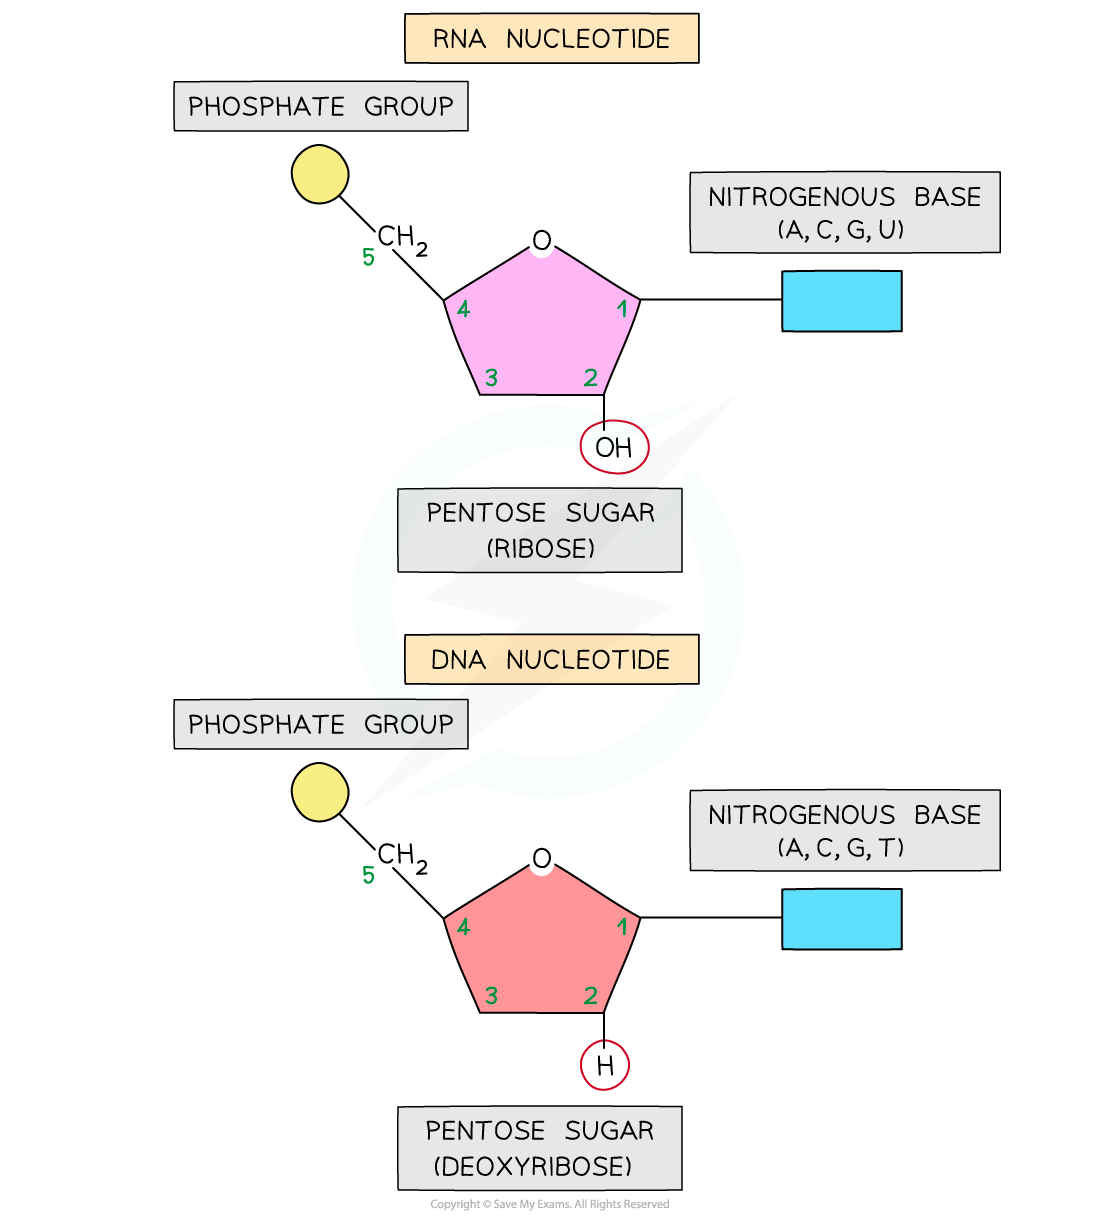 RNA NUCLEOTIDE
PHOSPHATE GROUP
NITROGENOUS BASE
(A, C, G, U)
CH2
5
O
4
1
3
2
OH
PENTOSE SUGAR
(RIBOSE)
DNA NUCLEOTIDE
PHOSPHATE GROUP
NITROGENOUS BASE
(A, C, G, T)
CH2
5
O
4
1
3
2
H
PENTOSE SUGAR
(DEOXYRIBOSE)
Copyright © Save My Exams. All Rights Reserved